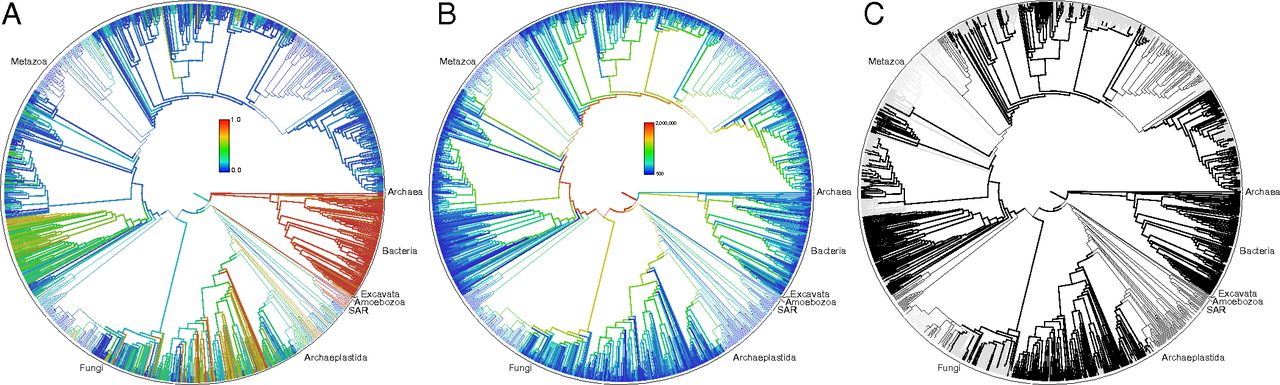 A
Metazoa
1.0
0.0
Archaea
Bacteria
Excavata
Amoebozoa
SAR
Archaeplastida
Fungi
B
Metazoa
2,000,000
500
Archaea
Bacteria
Excavata
Amoebozoa
SAR
Archaeplastida
Fungi
C
Metazoa
Archaea
Bacteria
Excavata
Amoebozoa
SAR
Archaeplastida
Fungi